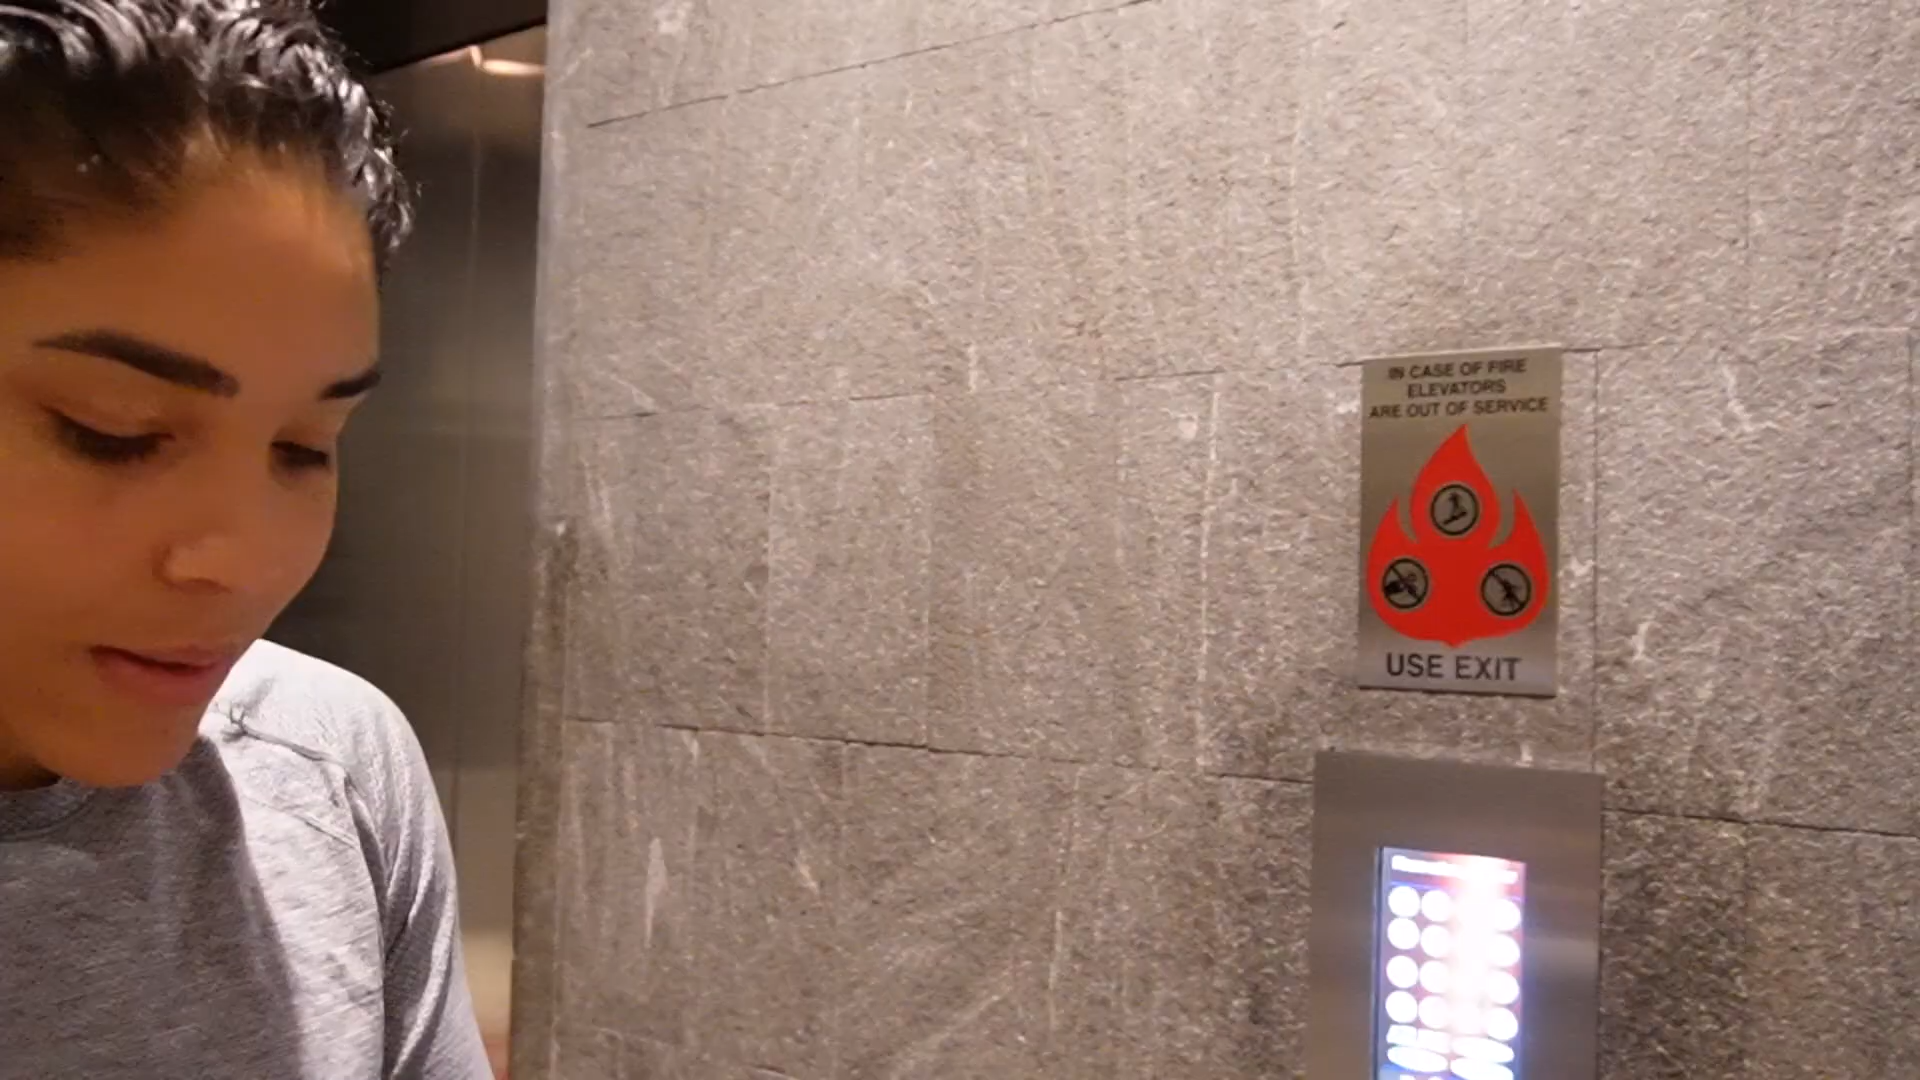 IN CASE OF FIRE
ELEVATORS
ARE OUT OF SERVICE
USE EXIT